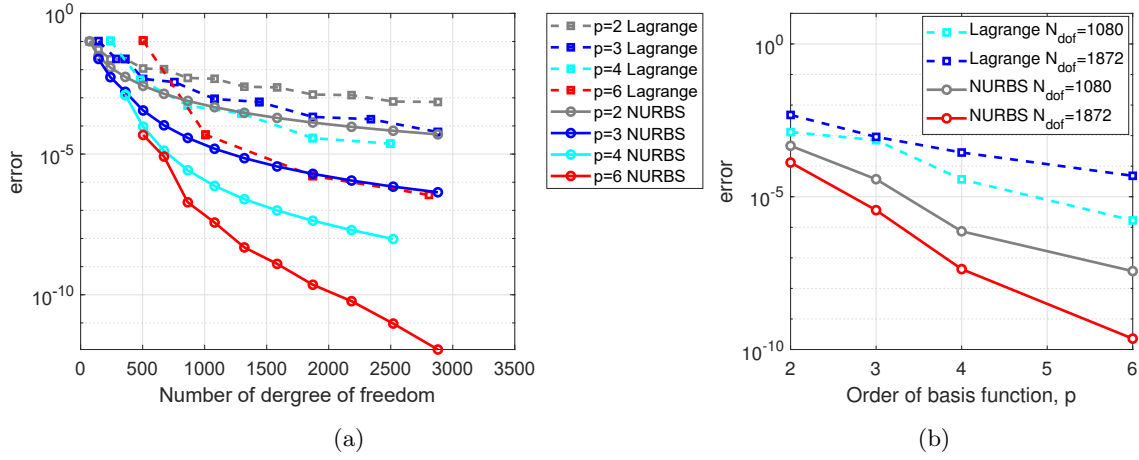 10^0
10^-5
10^-10
error
0 500 1000 1500 2000 2500 3000 3500
Number of dergree of freedom
p=2 Lagrange
p=3 Lagrange
p=4 Lagrange
p=6 Lagrange
p=2 NURBS
p=3 NURBS
p=4 NURBS
p=6 NURBS
(a)
10^0
10^-5
10^-10
error
2 3 4 5 6
Order of basis function, p
Lagrange N_dof=1080
Lagrange N_dof=1872
NURBS N_dof=1080
NURBS N_dof=1872
(b)